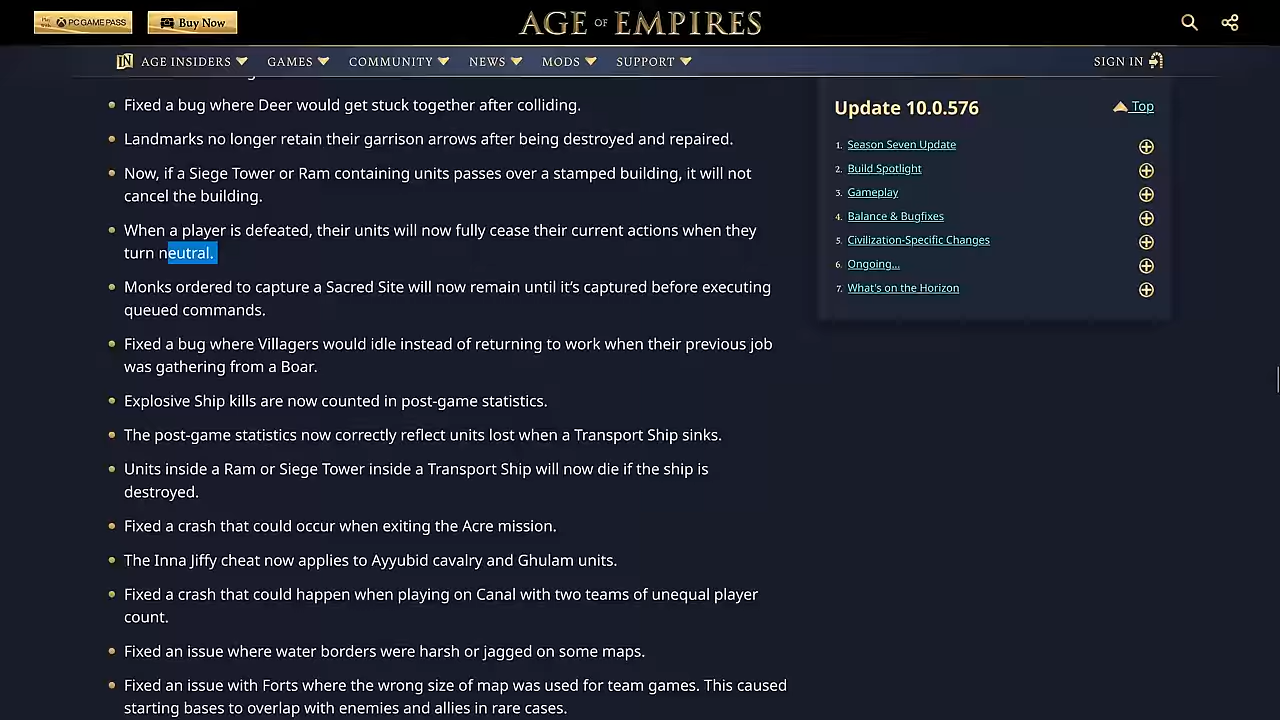 PC GAME PASS
Buy Now
AGE OF EMPIRES
AGE INSIDERS
GAMES
COMMUNITY
NEWS
MODS
SUPPORT
SIGN IN
Fixed a bug where Deer would get stuck together after colliding.
Landmarks no longer retain their garrison arrows after being destroyed and repaired.
Now, if a Siege Tower or Ram containing units passes over a stamped building, it will not
cancel the building.
When a player is defeated, their units will now fully cease their current actions when they
turn neutral.
Monks ordered to capture a Sacred Site will now remain until it’s captured before executing
queued commands.
Fixed a bug where Villagers would idle instead of returning to work when their previous job
was gathering from a Boar.
Explosive Ship kills are now counted in post-game statistics.
The post-game statistics now correctly reflect units lost when a Transport Ship sinks.
Units inside a Ram or Siege Tower inside a Transport Ship will now die if the ship is
destroyed.
Fixed a crash that could occur when exiting the Acre mission.
The Inna Jiffy cheat now applies to Ayyubid cavalry and Ghulam units.
Fixed a crash that could happen when playing on Canal with two teams of unequal player
count.
Fixed an issue where water borders were harsh or jagged on some maps.
Fixed an issue with Forts where the wrong size of map was used for team games. This caused
starting bases to overlap with enemies and allies in rare cases.
Update 10.0.576
Top
1. Season Seven Update
2. Build Spotlight
3. Gameplay
4. Balance & Bugfixes
5. Civilization-Specific Changes
6. Ongoing...
7. What's on the Horizon